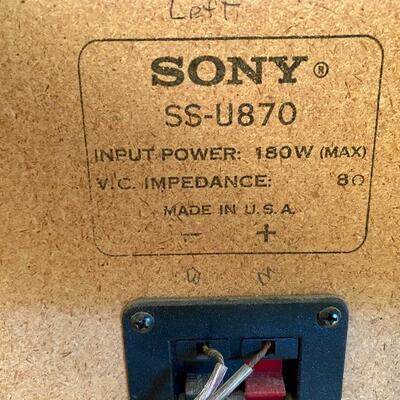 Left
SONY®
SS-U870
INPUT POWER: 180W (MAX)
V.C. IMPEDANCE: 8Ω
MADE IN U.S.A.
− +